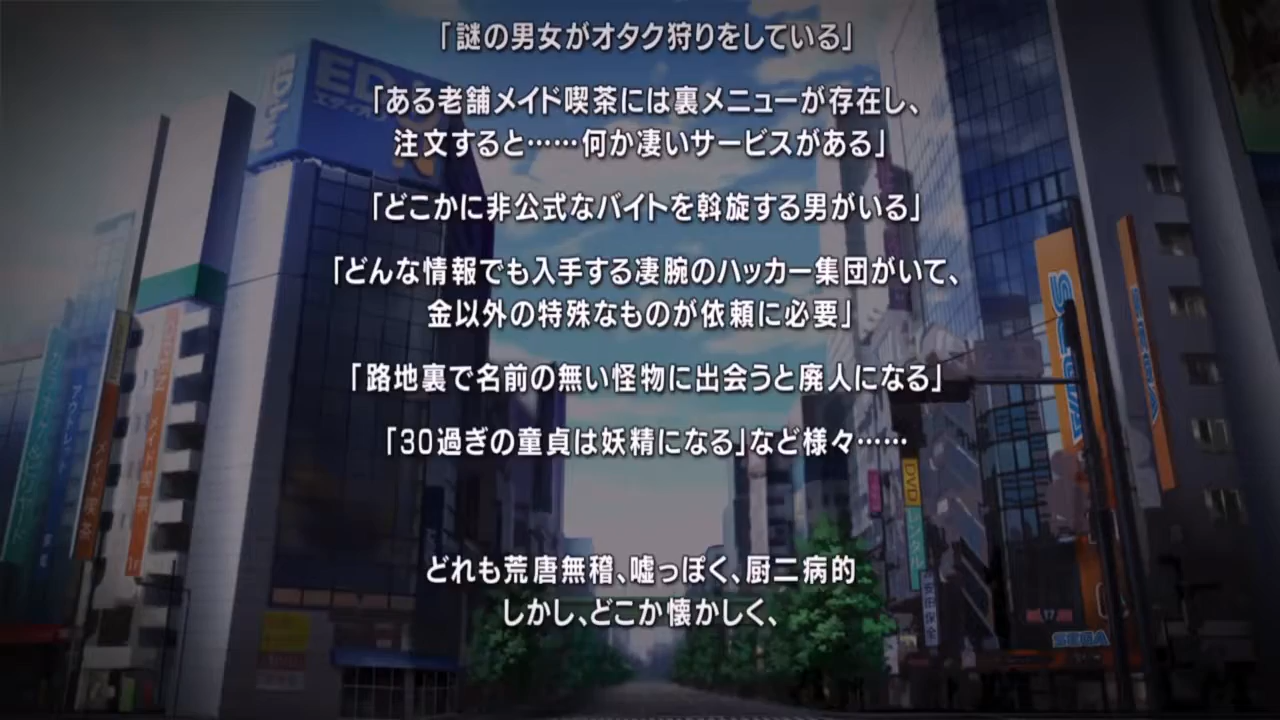 「謎の男女がオタク狩りをしている」
「ある老舗メイド喫茶には裏メニューが存在し、
注文すると……何か凄いサービスがある」
「どこかに非公式なバイトを斡旋する男がいる」
「どんな情報でも入手する凄腕のハッカー集団がいて、
金以外の特殊なものが依頼に必要」
「路地裏で名前の無い怪物に出会うと廃人になる」
「30過ぎの童貞は妖精になる」など様々……
どれも荒唐無稽、嘘っぽく、厨二病的
しかし、どこか懐かしく、
SEGA
SEGA
DVD
レンタル
17
SEGA